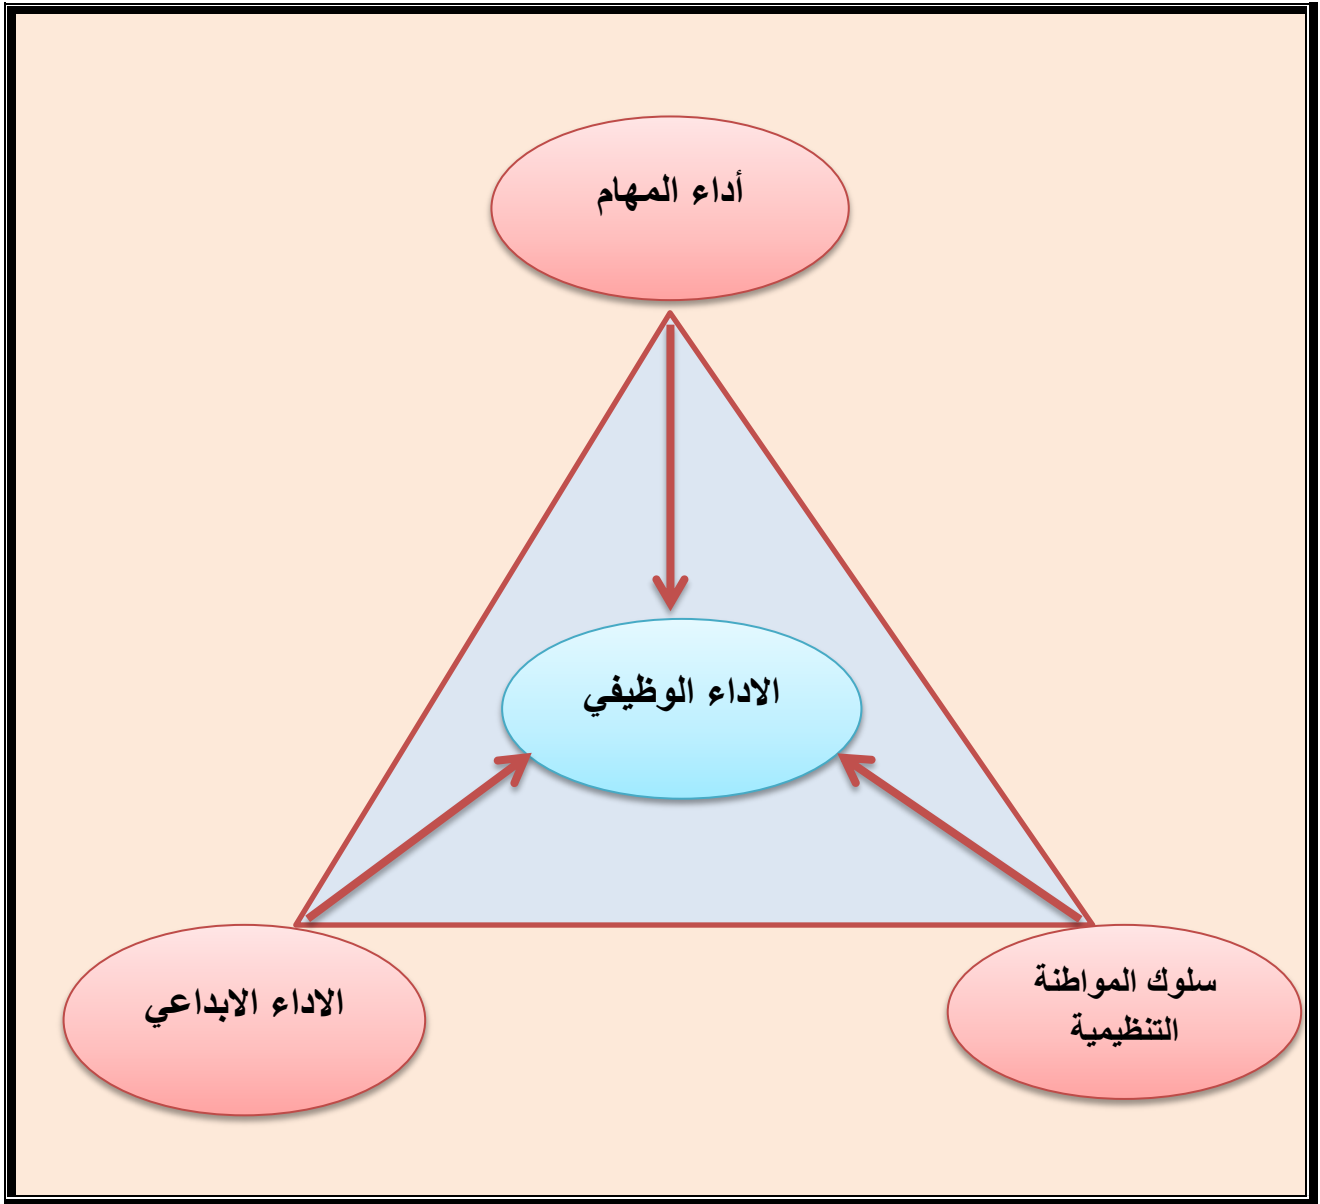 أداء المهام
الاداء الوظيفي
سلوك المواطنة
التنظيمية
الاداء الابداعي